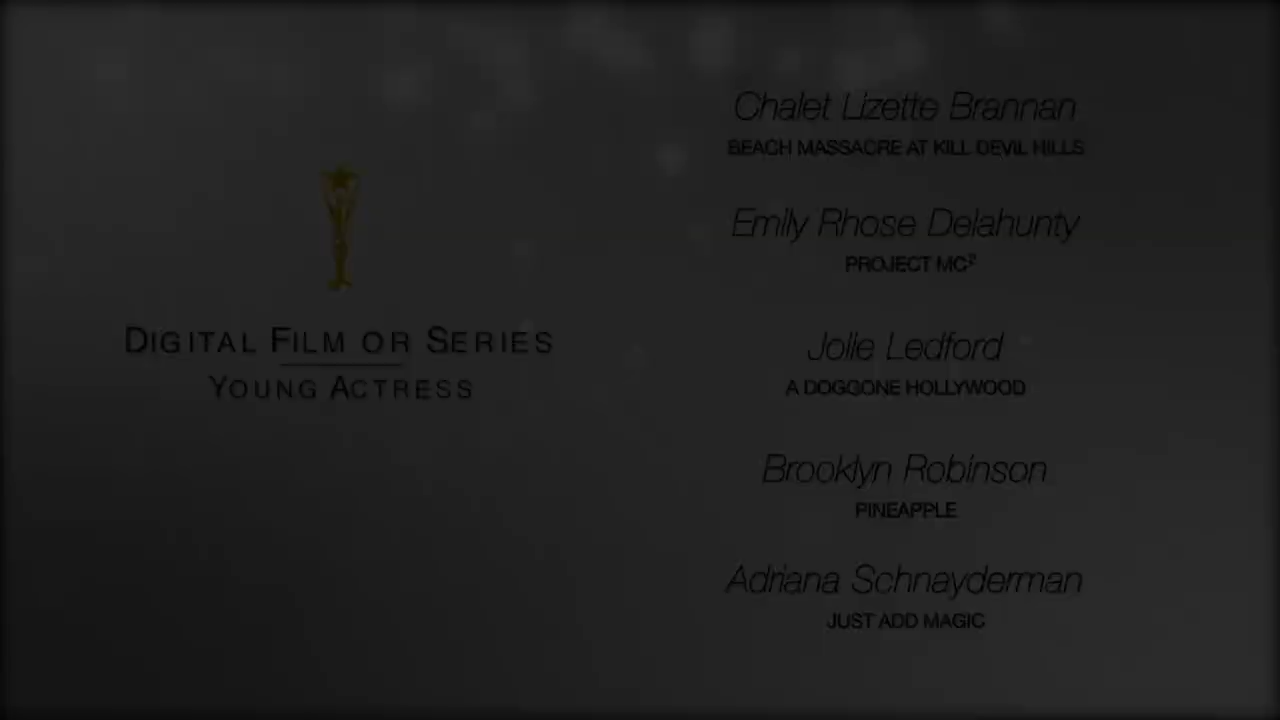 DIGITAL FILM OR SERIES
YOUNG ACTRESS
Chalet Lizette Brannan
BEACH MASSACRE AT KILL DEVIL HILLS
Emily Rhose Delahunty
PROJECT MC²
Jolie Ledford
A DOGGONE HOLLYWOOD
Brooklyn Robinson
PINEAPPLE
Adriana Schnayderman
JUST ADD MAGIC